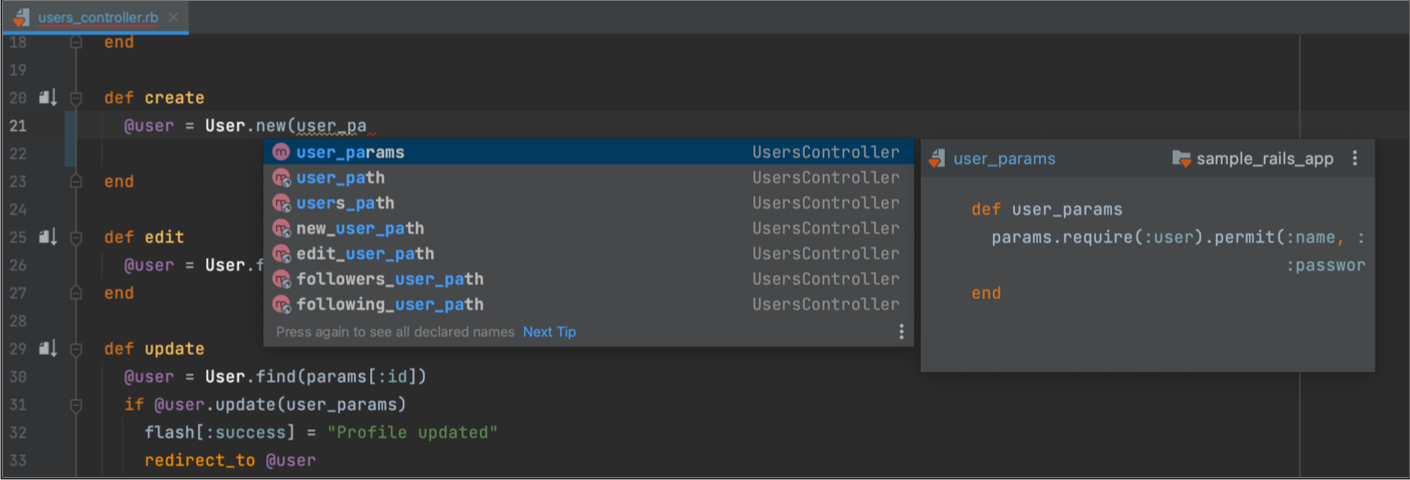 users_controller.rb
18 end
19
20 def create
21 @user = User.new(user_pa
22
23 end
24
25 def edit
26 @user = User.f
27 end
28
29 def update
30 @user = User.find(params[:id])
31 if @user.update(user_params)
32 flash[:success] = "Profile updated"
33 redirect_to @user
m user_params UsersController
m user_path UsersController
m users_path UsersController
m new_user_path UsersController
m edit_user_path UsersController
m followers_user_path UsersController
m following_user_path UsersController
Press again to see all declared names Next Tip
user_params sample_rails_app
def user_params
params.require(:user).permit(:name, :
:passwor
end